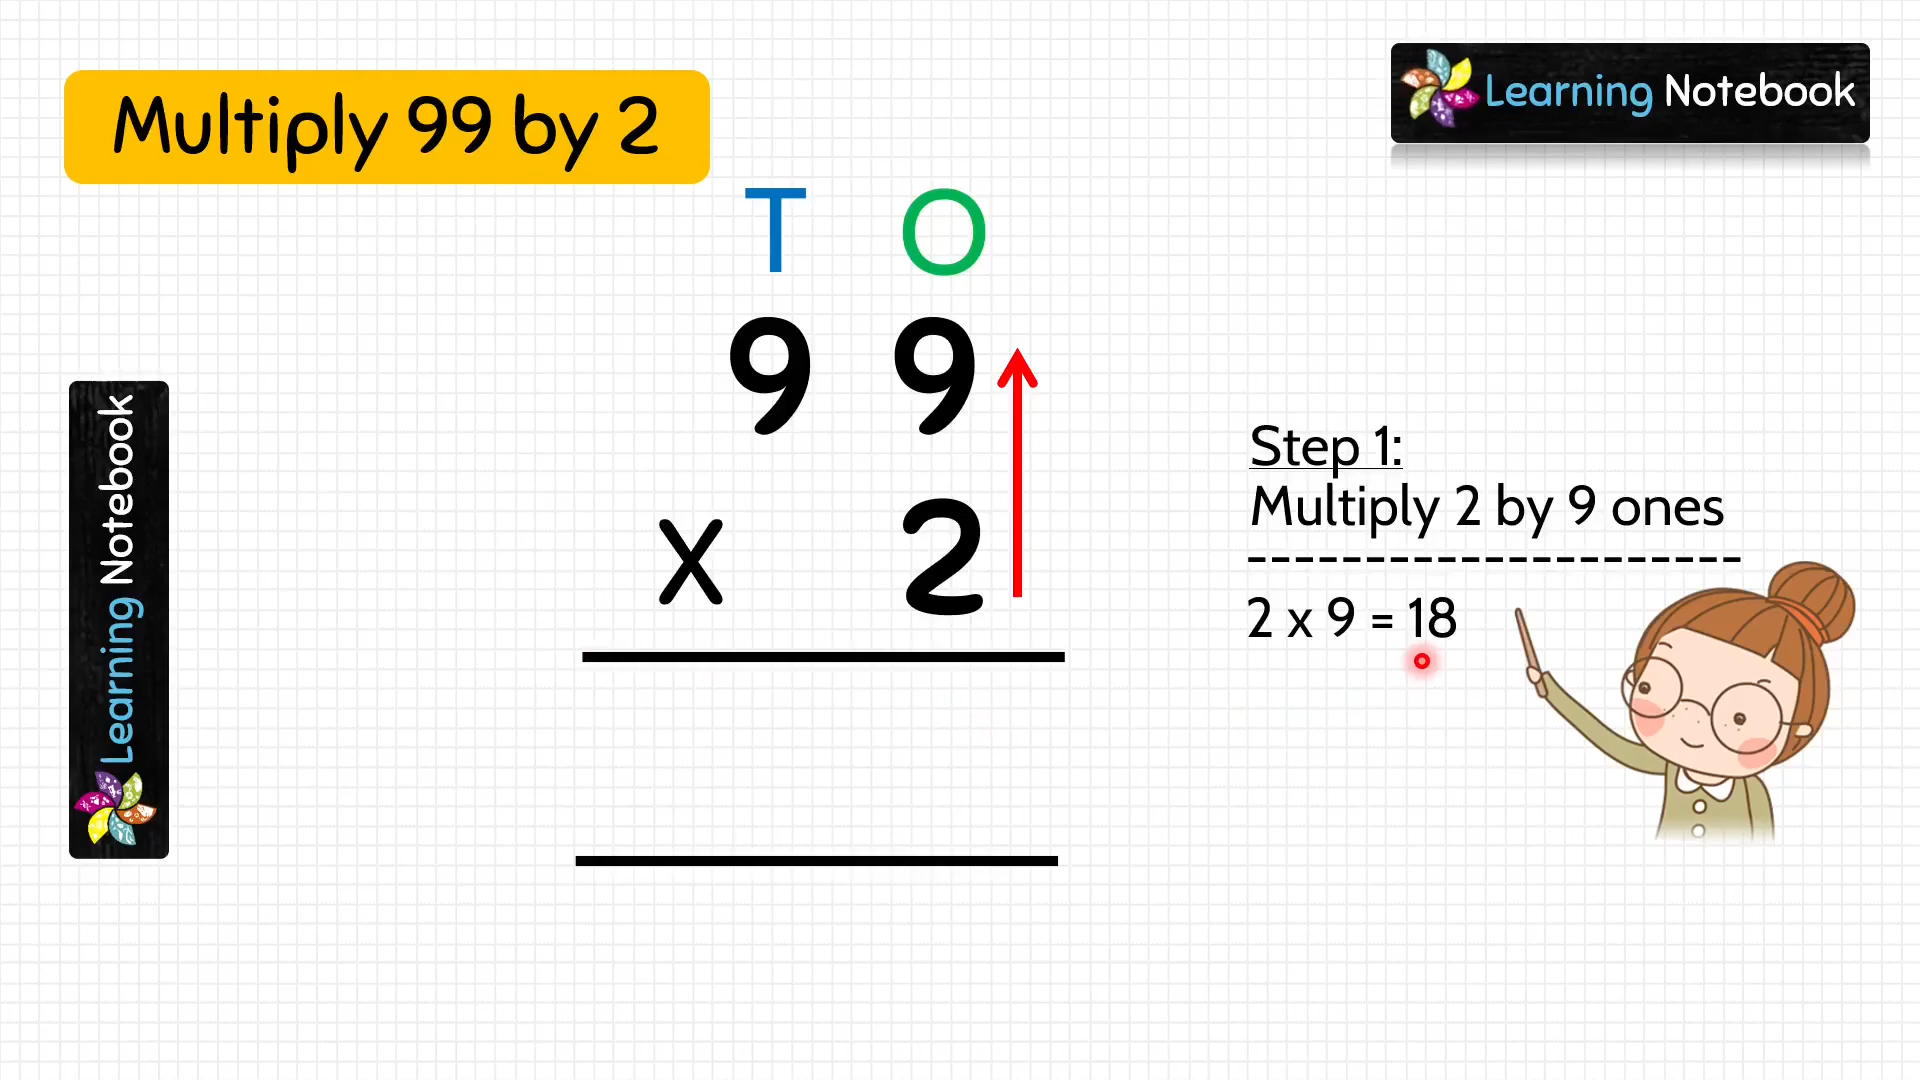 Multiply 99 by 2
Learning Notebook
T O
9 9
x 2
Learning Notebook
Step 1:
Multiply 2 by 9 ones
--------------------
2 x 9 = 18